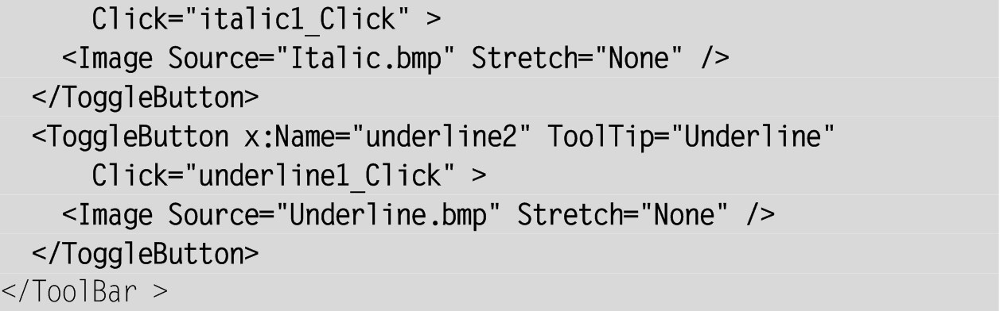 Click="italic1_Click" >
<Image Source="Italic.bmp" Stretch="None" />
</ToggleButton>
<ToggleButton x:Name="underline2" ToolTip="Underline"
Click="underline1_Click" >
<Image Source="Underline.bmp" Stretch="None" />
</ToggleButton>
</ToolBar >